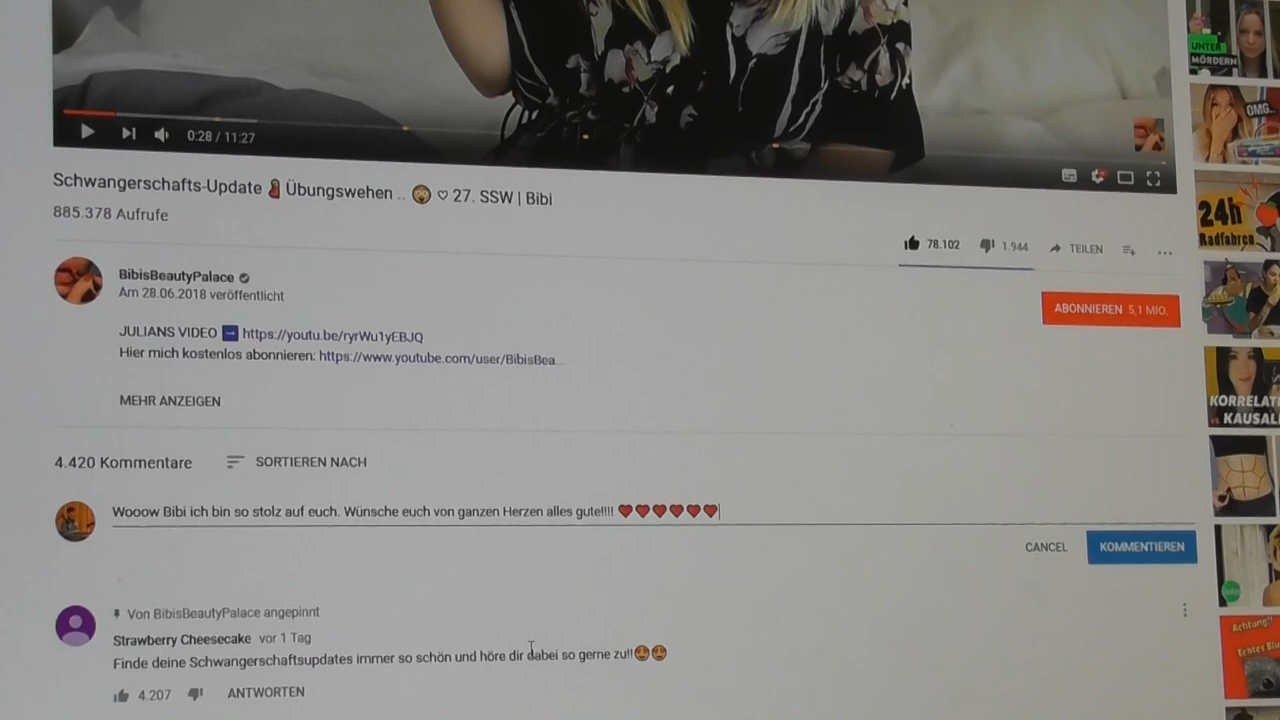 UNTER
MÖRDERN
OMG..
0:28 / 11:27
Schwangerschafts-Update Übungswehen .. ♡ 27. SSW | Bibi
885.378 Aufrufe
24h
Radfahren
78.102 1.944 TEILEN
BibisBeautyPalace
Am 28.06.2018 veröffentlicht
ABONNIEREN 5,1 MIO.
JULIANS VIDEO ➡ https://youtu.be/ryrWu1yEBJQ
Hier mich kostenlos abonnieren: https://www.youtube.com/user/BibisBea...
MEHR ANZEIGEN
KORRELATI
KAUSAL
4.420 Kommentare SORTIEREN NACH
Wooow Bibi ich bin so stolz auf euch. Wünsche euch von ganzen Herzen alles gute!!!! ❤❤❤❤❤❤
CANCEL KOMMENTIEREN
Von BibisBeautyPalace angepinnt
Strawberry Cheesecake vor 1 Tag
Finde deine Schwangerschaftsupdates immer so schön und höre dir dabei so gerne zu!!🤩🤩
4.207 ANTWORTEN
Achtung!!
Echtes Blu